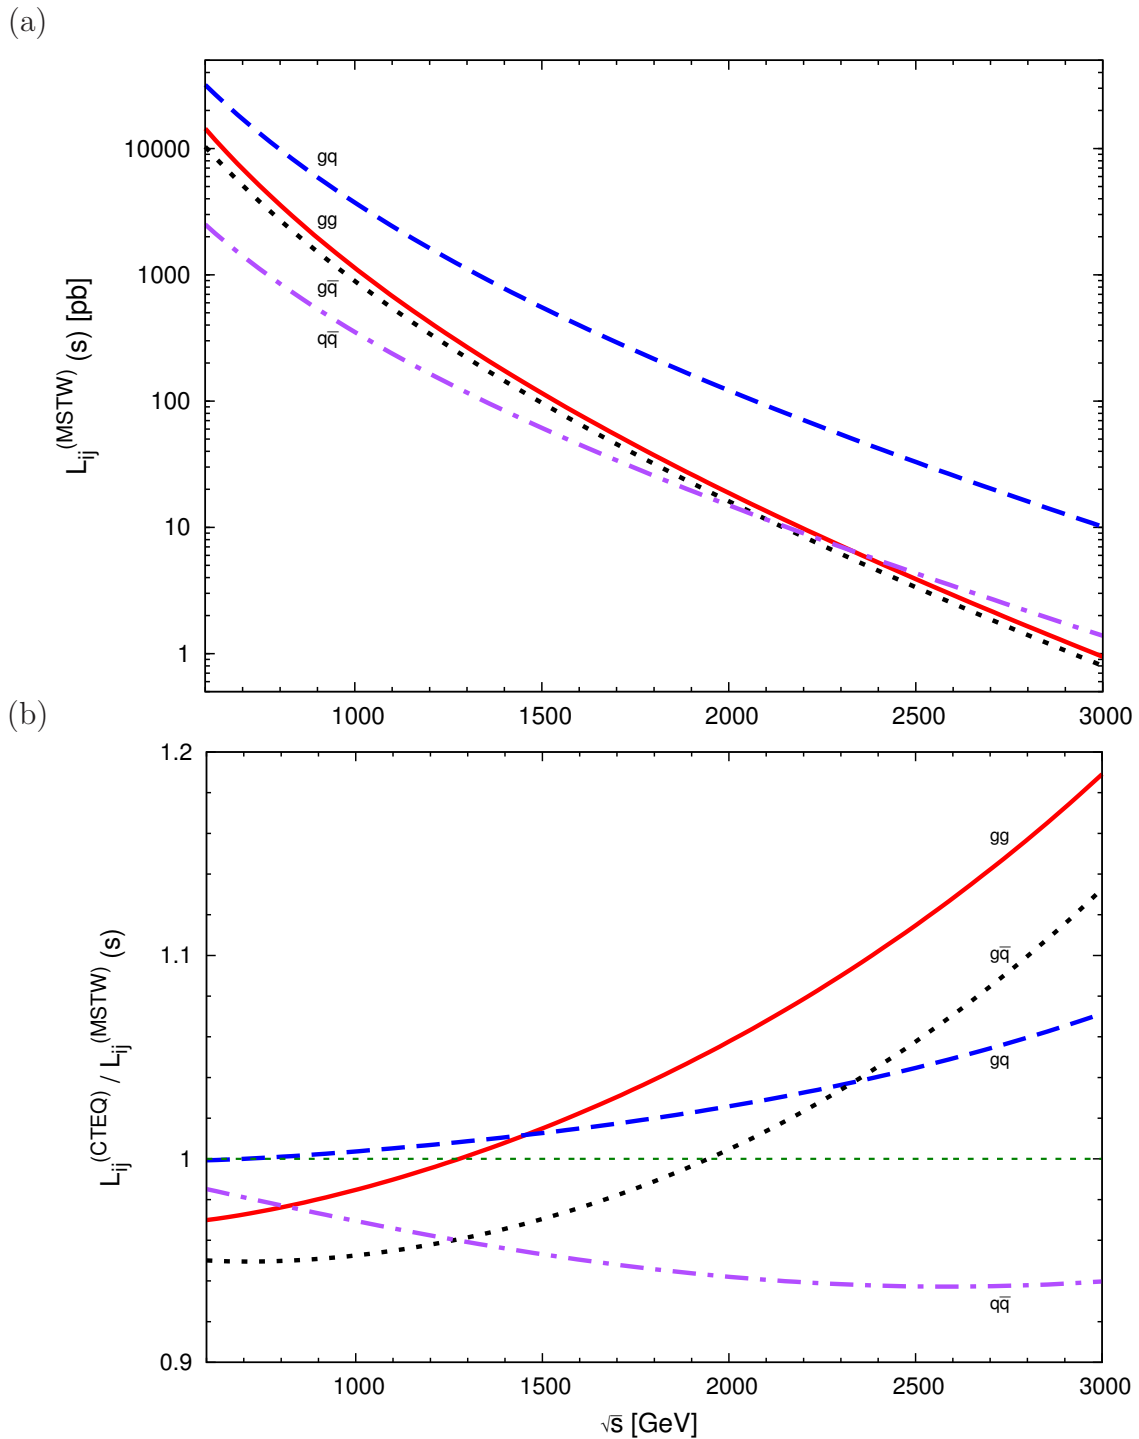 (a)
L_ij^(MSTW) (s) [pb]
10000
1000
100
10
1
gq
gg
gq̅
qq̅
1000 1500 2000 2500 3000
(b)
L_ij^(CTEQ) / L_ij^(MSTW) (s)
1.2
1.1
1
0.9
gg
gq̅
gq
qq̅
1000 1500 2000 2500 3000
√s̅ [GeV]